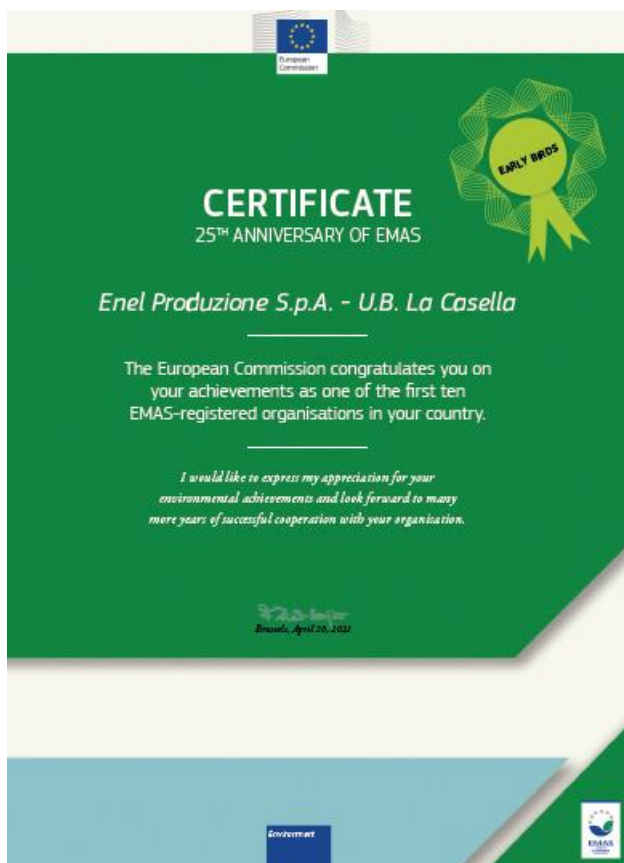 European
Commission
EARLY BIRDS
CERTIFICATE
25TH ANNIVERSARY OF EMAS
Enel Produzione S.p.A. - U.B. La Casella
The European Commission congratulates you on
your achievements as one of the first ten
EMAS-registered organisations in your country.
I would like to express my appreciation for your
environmental achievements and look forward to many
more years of successful cooperation with your organisation.
Brussels, April 20, 2021
Environment
EMAS